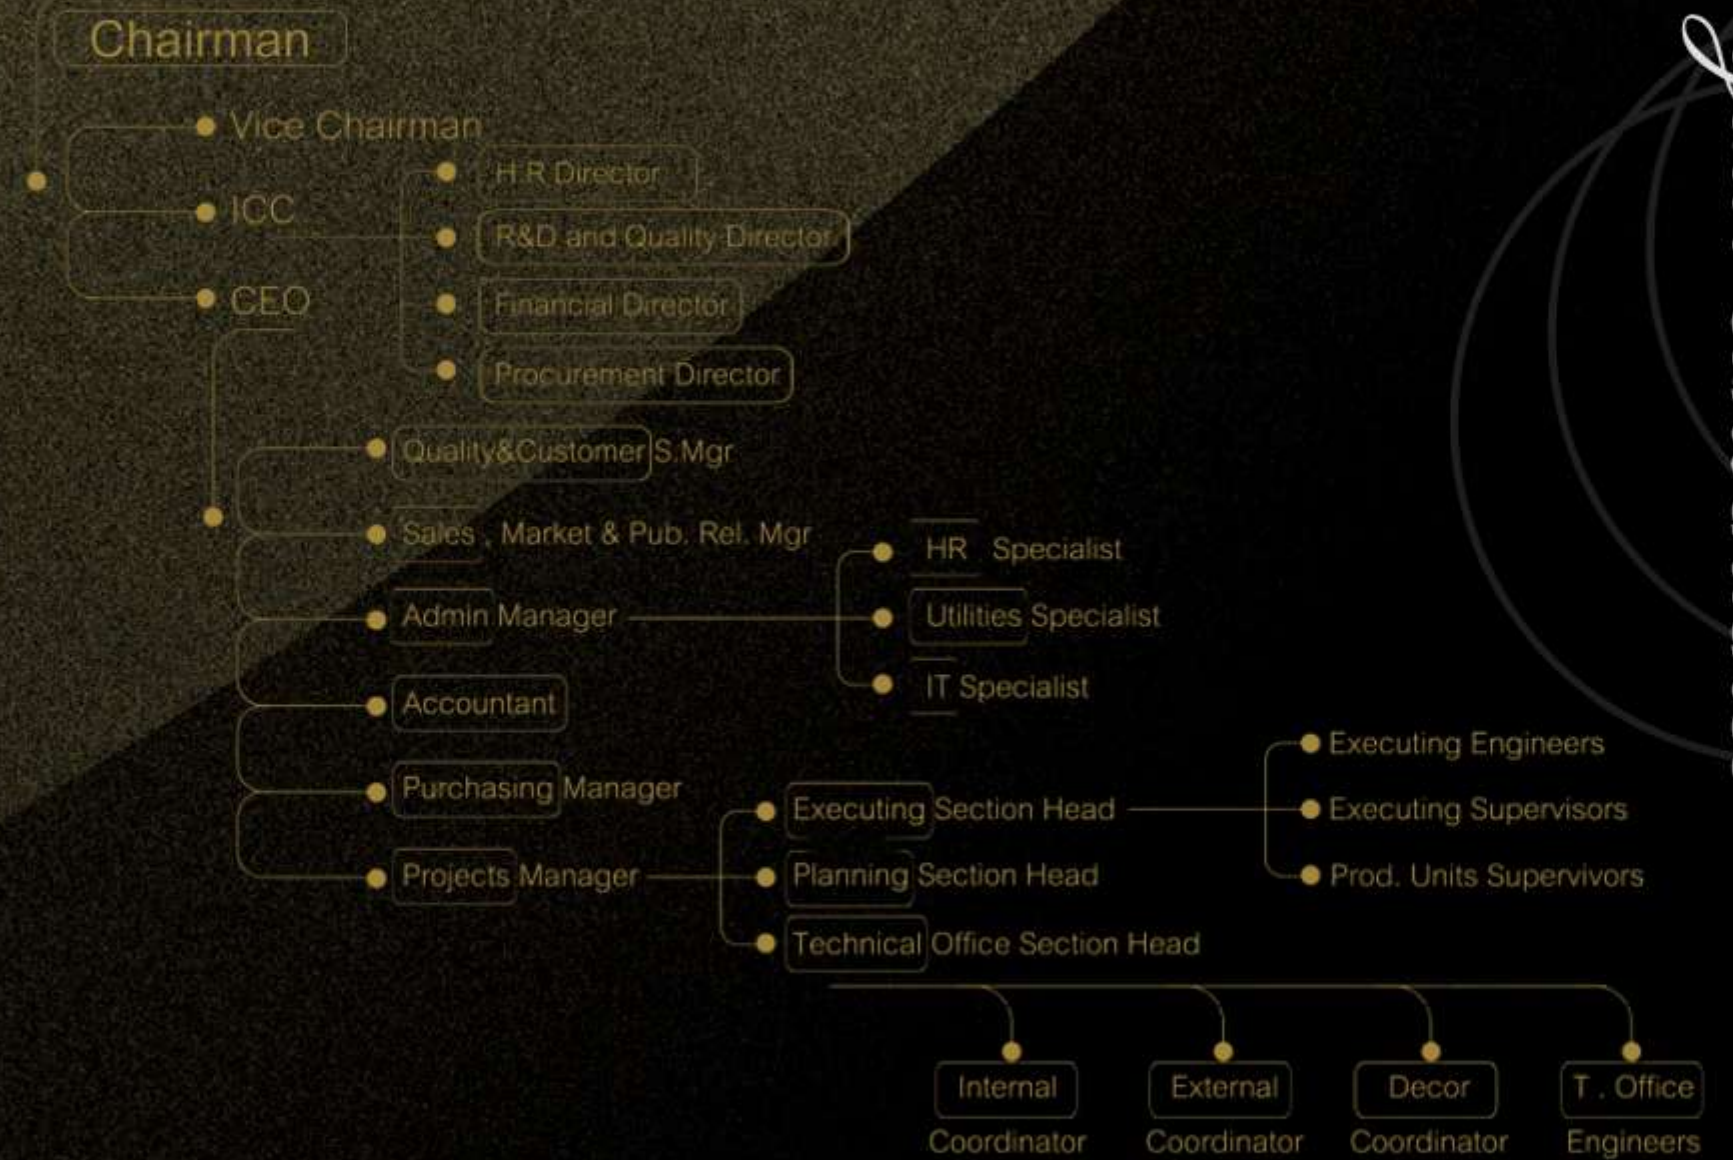 Chairman
Vice Chairman
ICC
CEO
H.R Director
R&D and Quality Director
Financial Director
Procurement Director
Quality&Customer S.Mgr
Sales . Market & Pub. Rel. Mgr
Admin Manager
Accountant
Purchasing Manager
Projects Manager
HR Specialist
Utilities Specialist
IT Specialist
Executing Section Head
Planning Section Head
Technical Office Section Head
Executing Engineers
Executing Supervisors
Prod. Units Supervivors
Internal
Coordinator
External
Coordinator
Decor
Coordinator
T . Office
Engineers